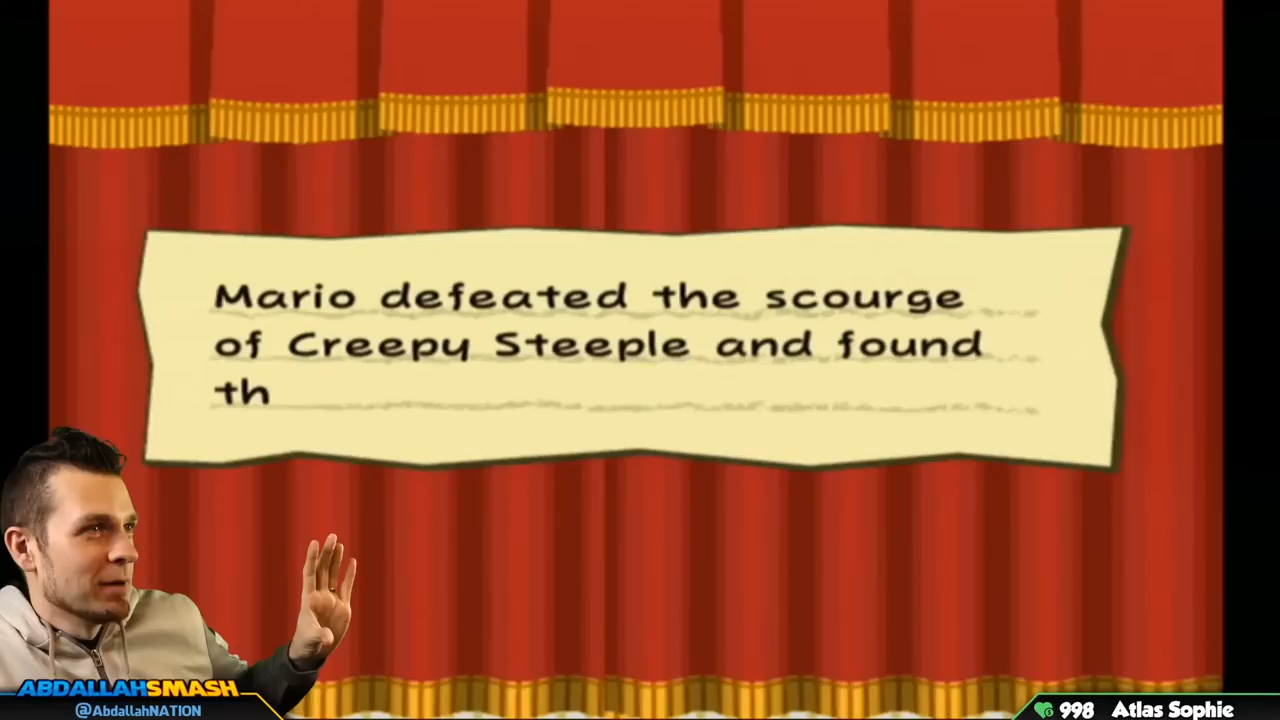 Mario defeated the scourge
of Creepy Steeple and found
th
ABDALLAHSMASH
@AbdallahNATION
998 Atlas Sophie